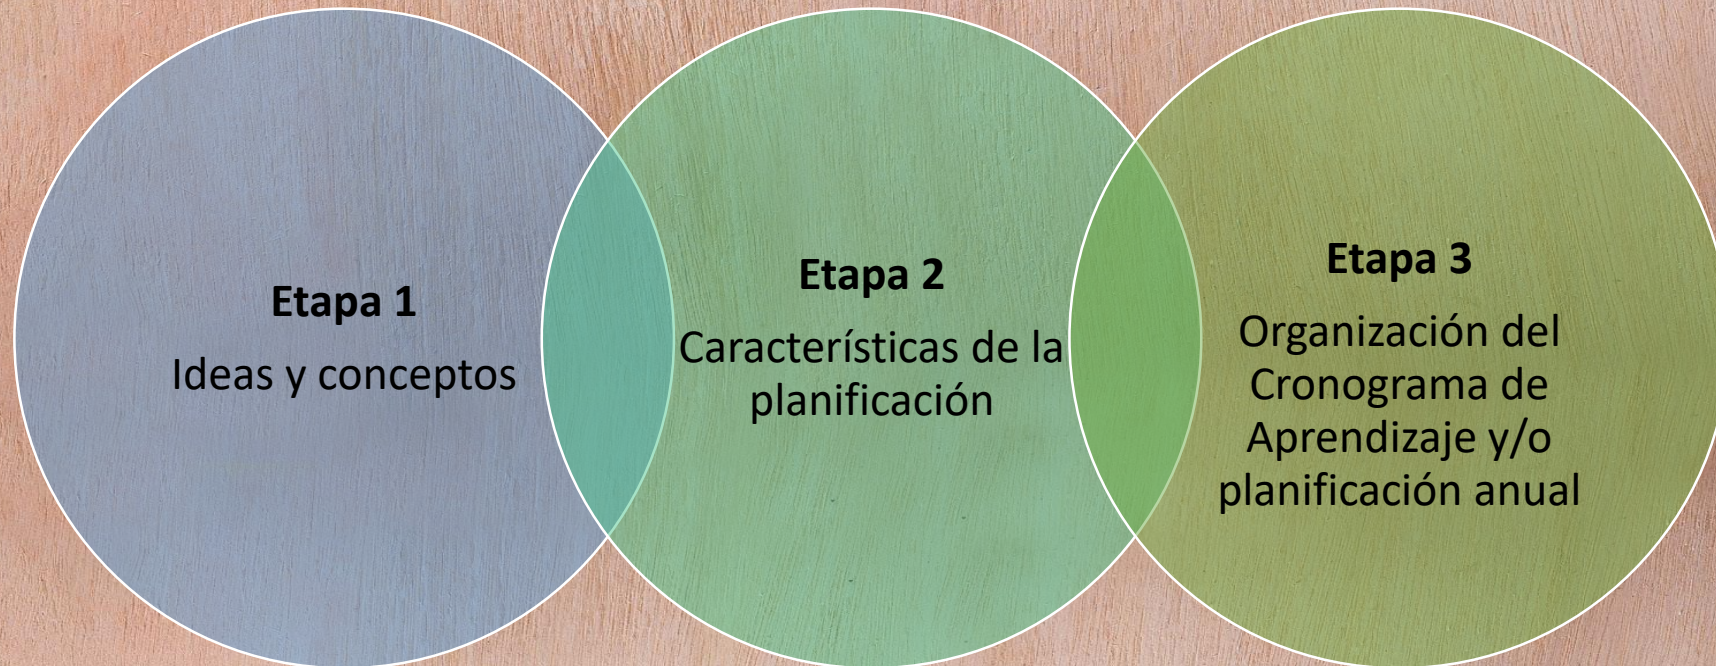 Etapa 1
Ideas y conceptos
Etapa 2
Características de la
planificación
Etapa 3
Organización del
Cronograma de
Aprendizaje y/o
planificación anual